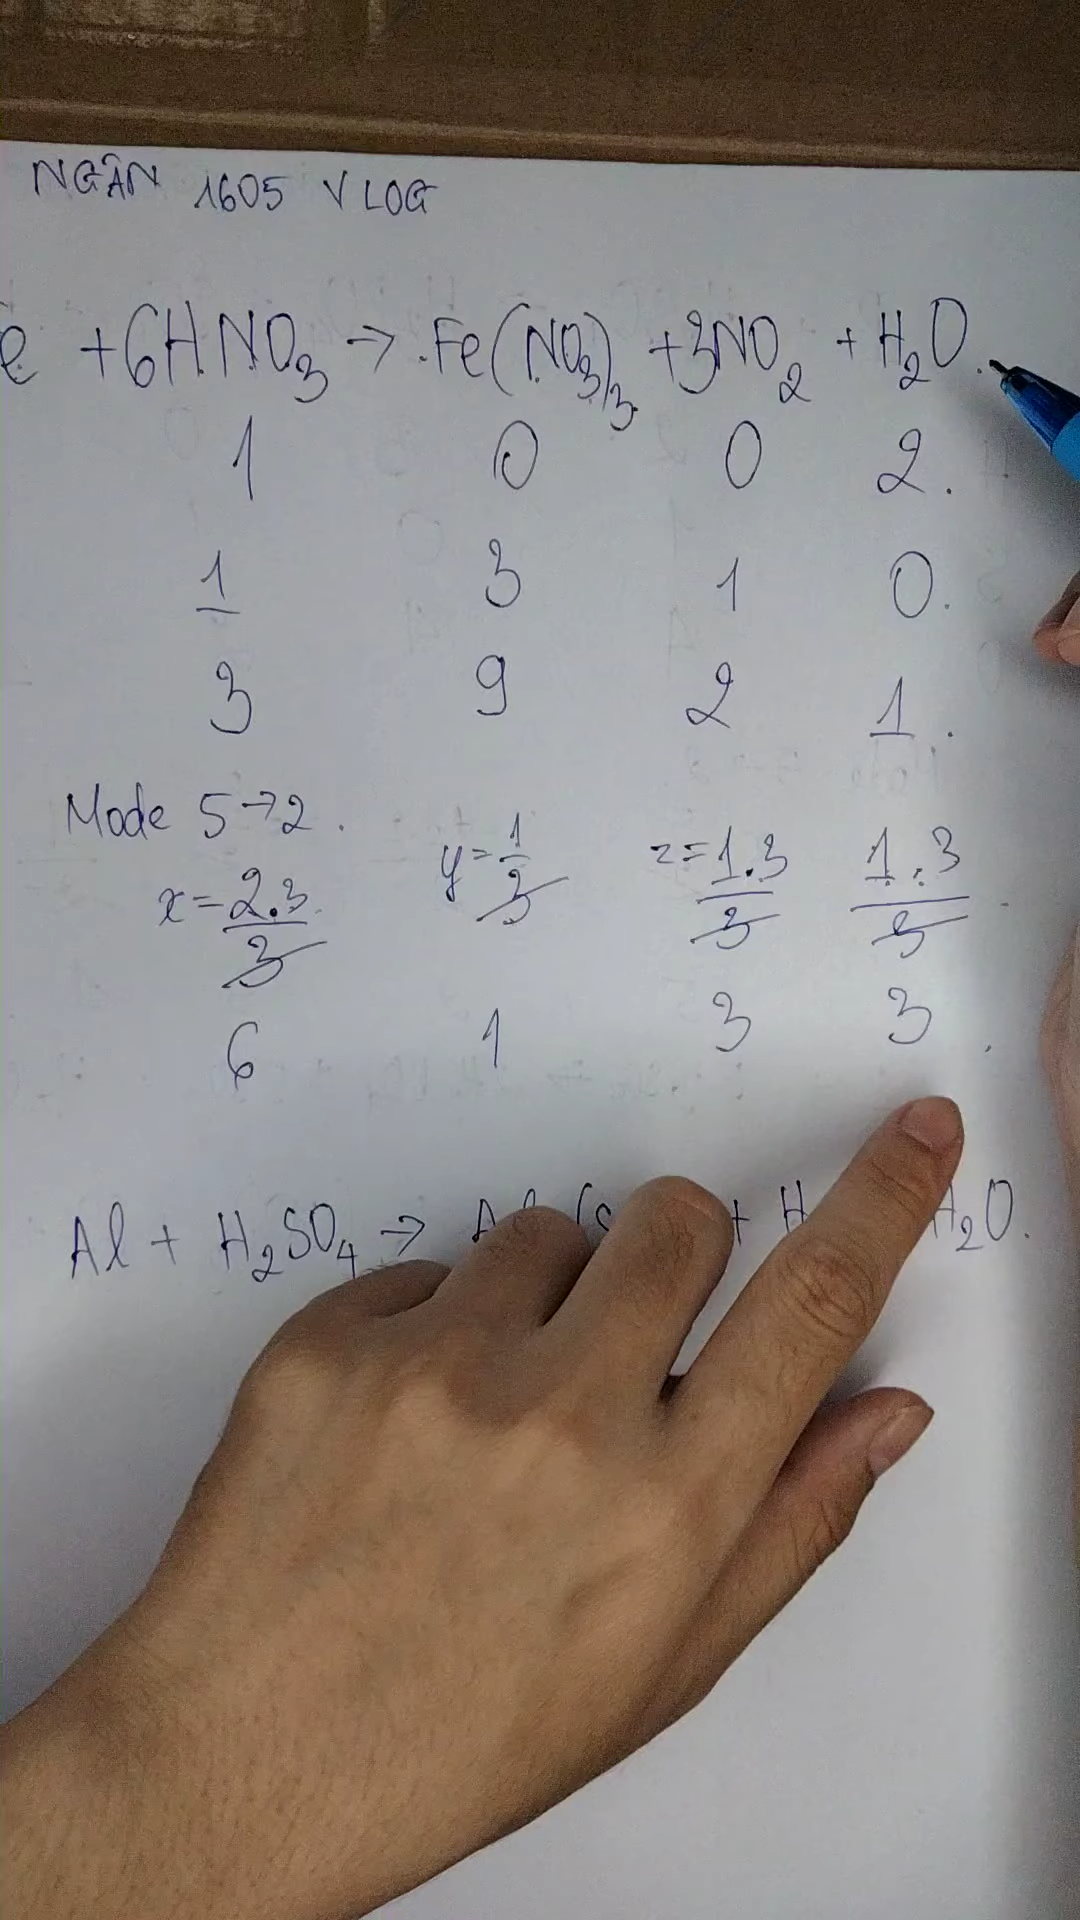 NGÂN 1605 VLOG
e + 6HNO₃ → Fe(NO₃)₃ + 3NO₂ + H₂O.
1 0 0 2.
1 3 1 0.
3 9 2 1.
Mode 5→2.
x = 2.3/3 y = 1/3 z = 1.3/3 1.3/3
6 1 3 3
Al + H₂SO₄ → Al (S + H H₂O.